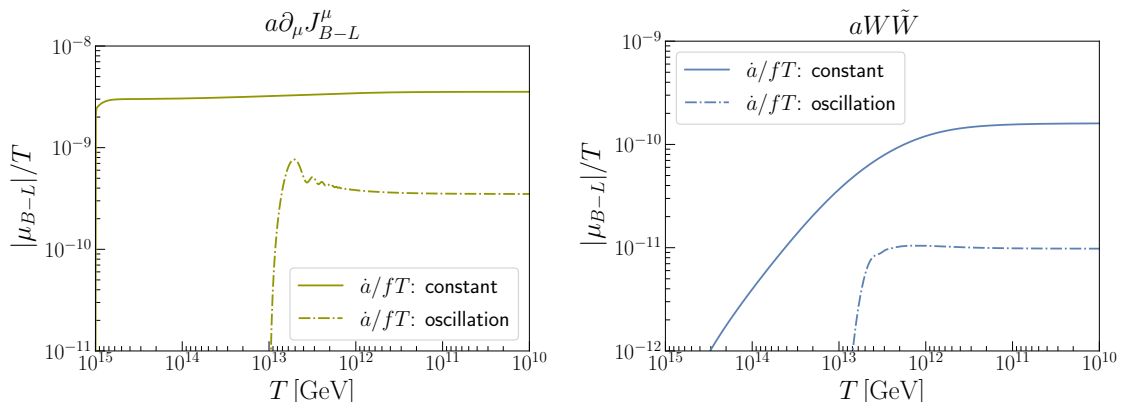 a∂_μJ^μ_{B−L}
10^{−8}
10^{−9}
10^{−10}
10^{−11}
|μ_{B−L}|/T
ȧ/fT: constant
ȧ/fT: oscillation
10^{15} 10^{14} 10^{13} 10^{12} 10^{11} 10^{10}
T [GeV]
aWW̃
10^{−9}
10^{−10}
10^{−11}
10^{−12}
|μ_{B−L}|/T
ȧ/fT: constant
ȧ/fT: oscillation
10^{15} 10^{14} 10^{13} 10^{12} 10^{11} 10^{10}
T [GeV]